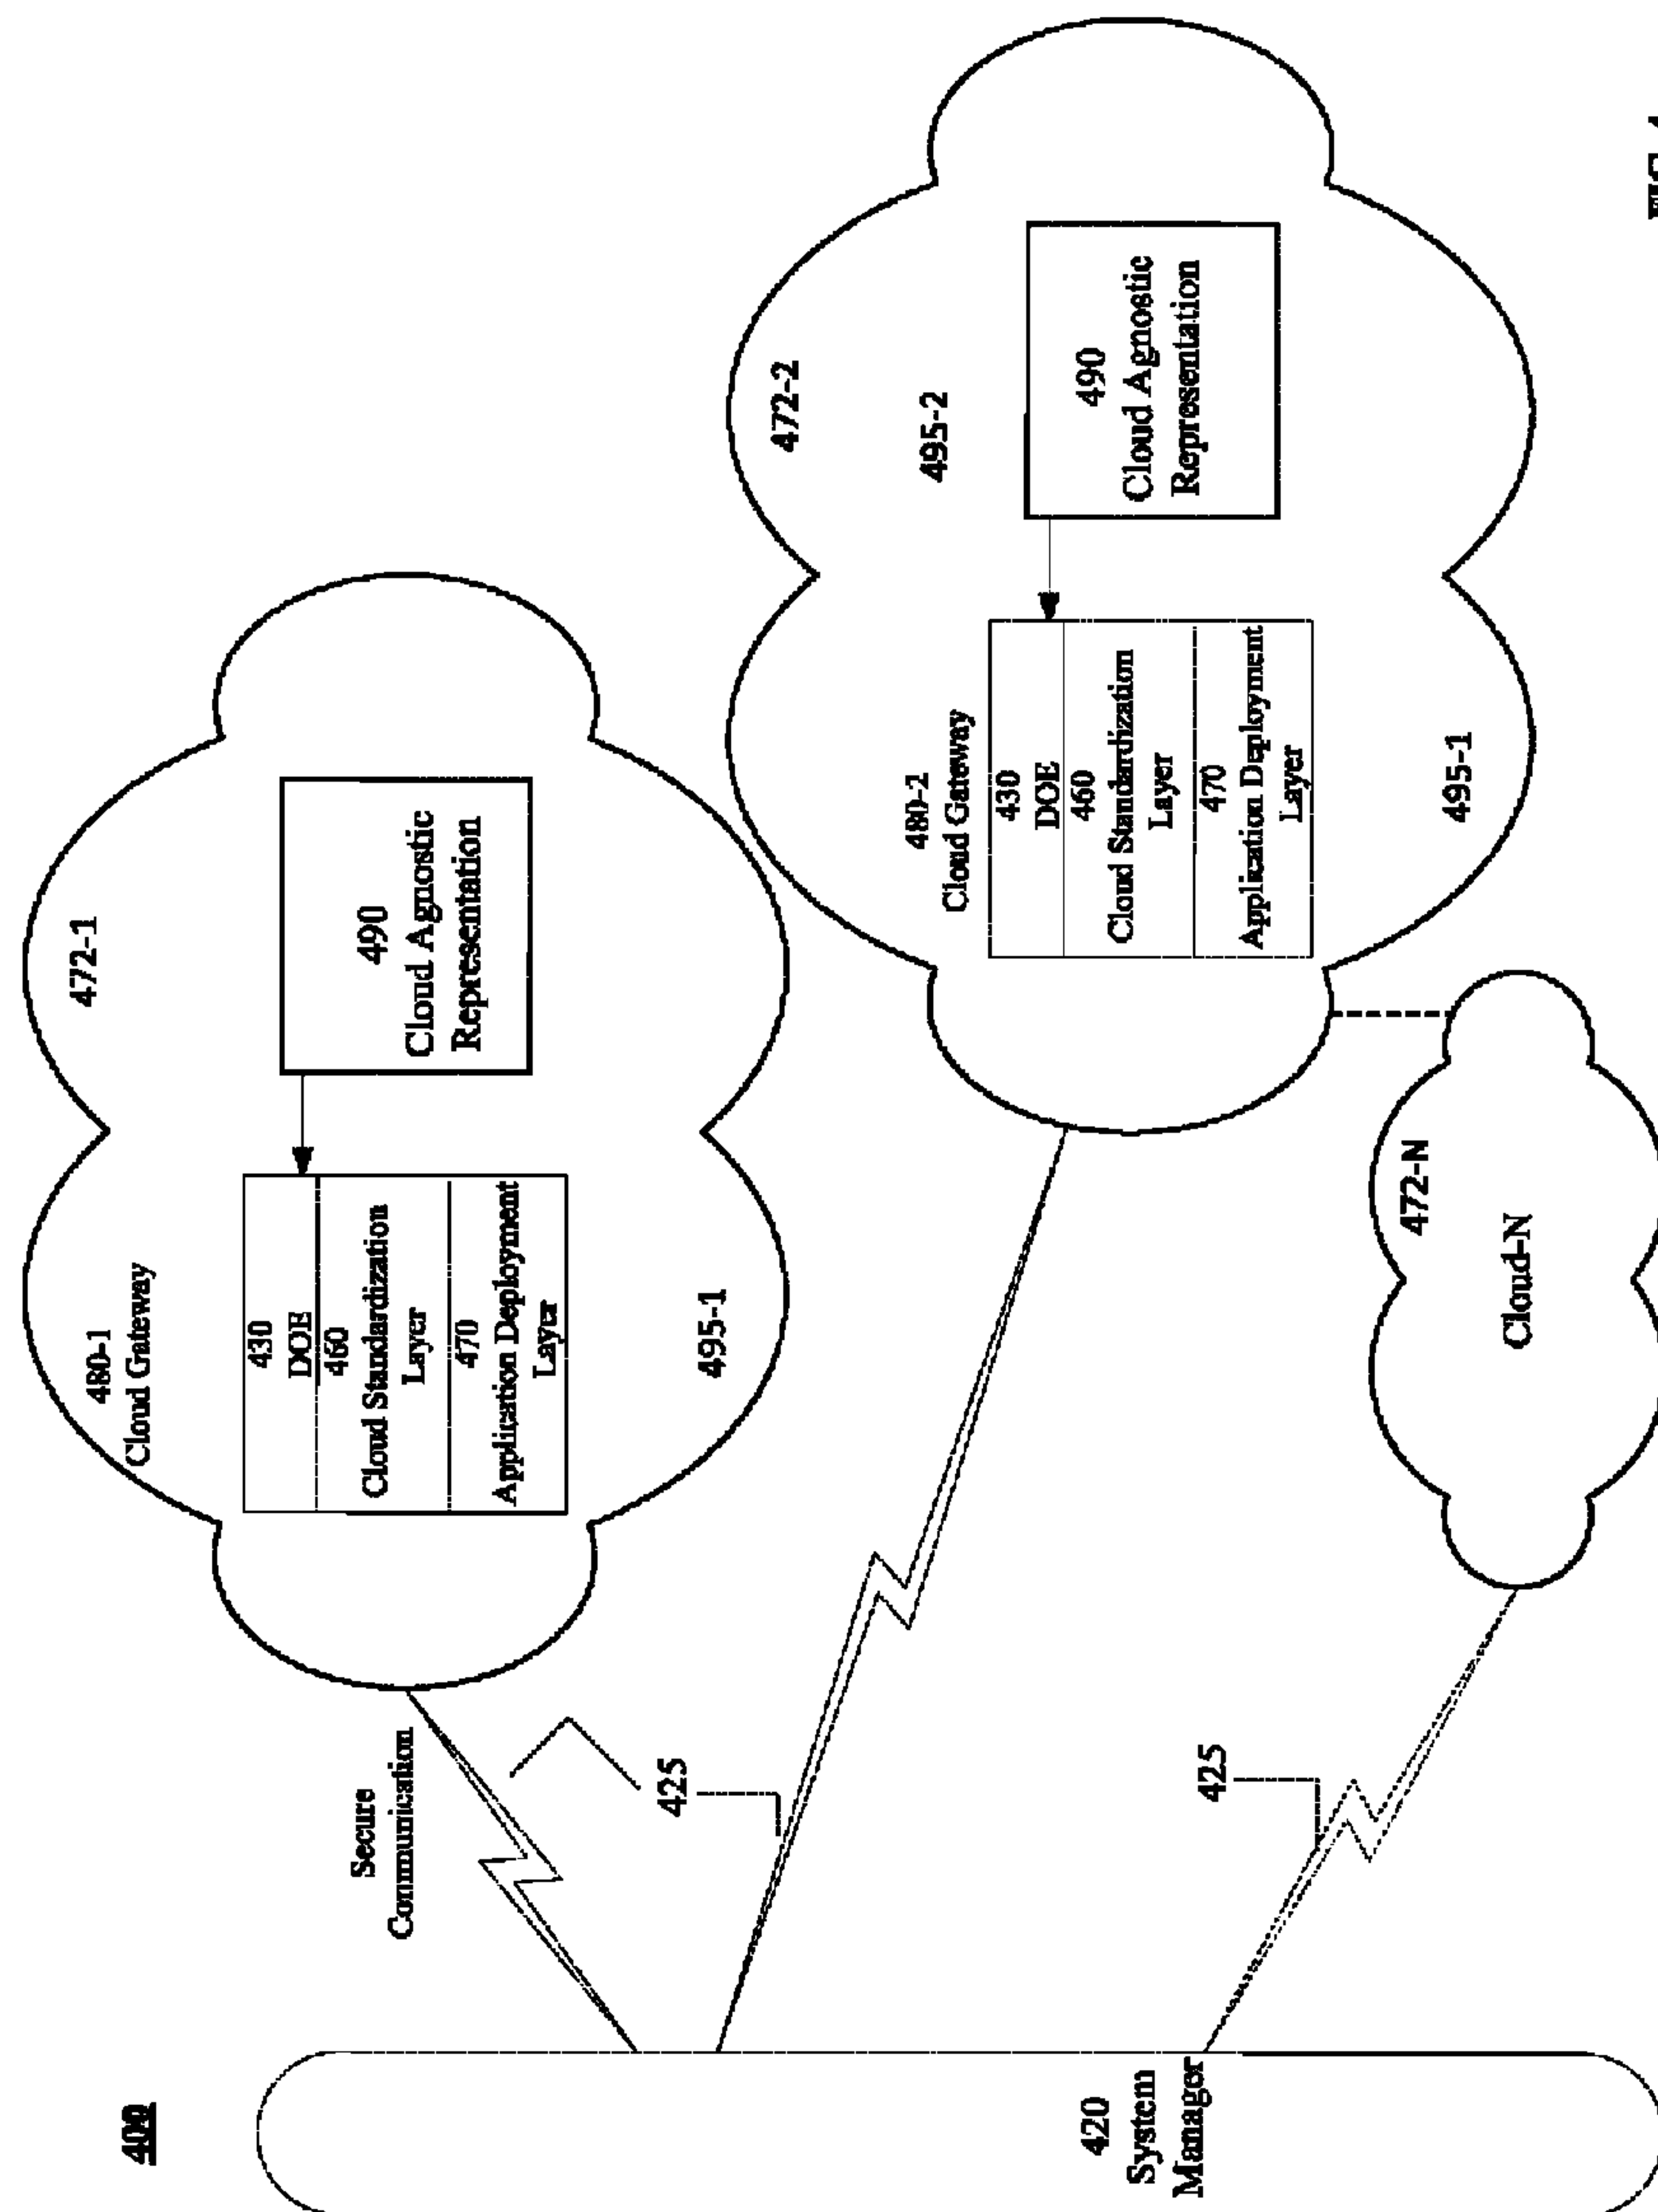 400
472-1
480-1
Cloud Gateway
430
DOE
460
Cloud Standardization
Layer
470
Application Deployment
Layer
490
Cloud Agnostic
Representation
495-1
Secure
Communication
425
472-2
495-2
480-2
Cloud Gateway
430
DOE
460
Cloud Standardization
Layer
470
Application Deployment
Layer
490
Cloud Agnostic
Representation
495-1
420
System
Manager
425
472-N
Cloud-N